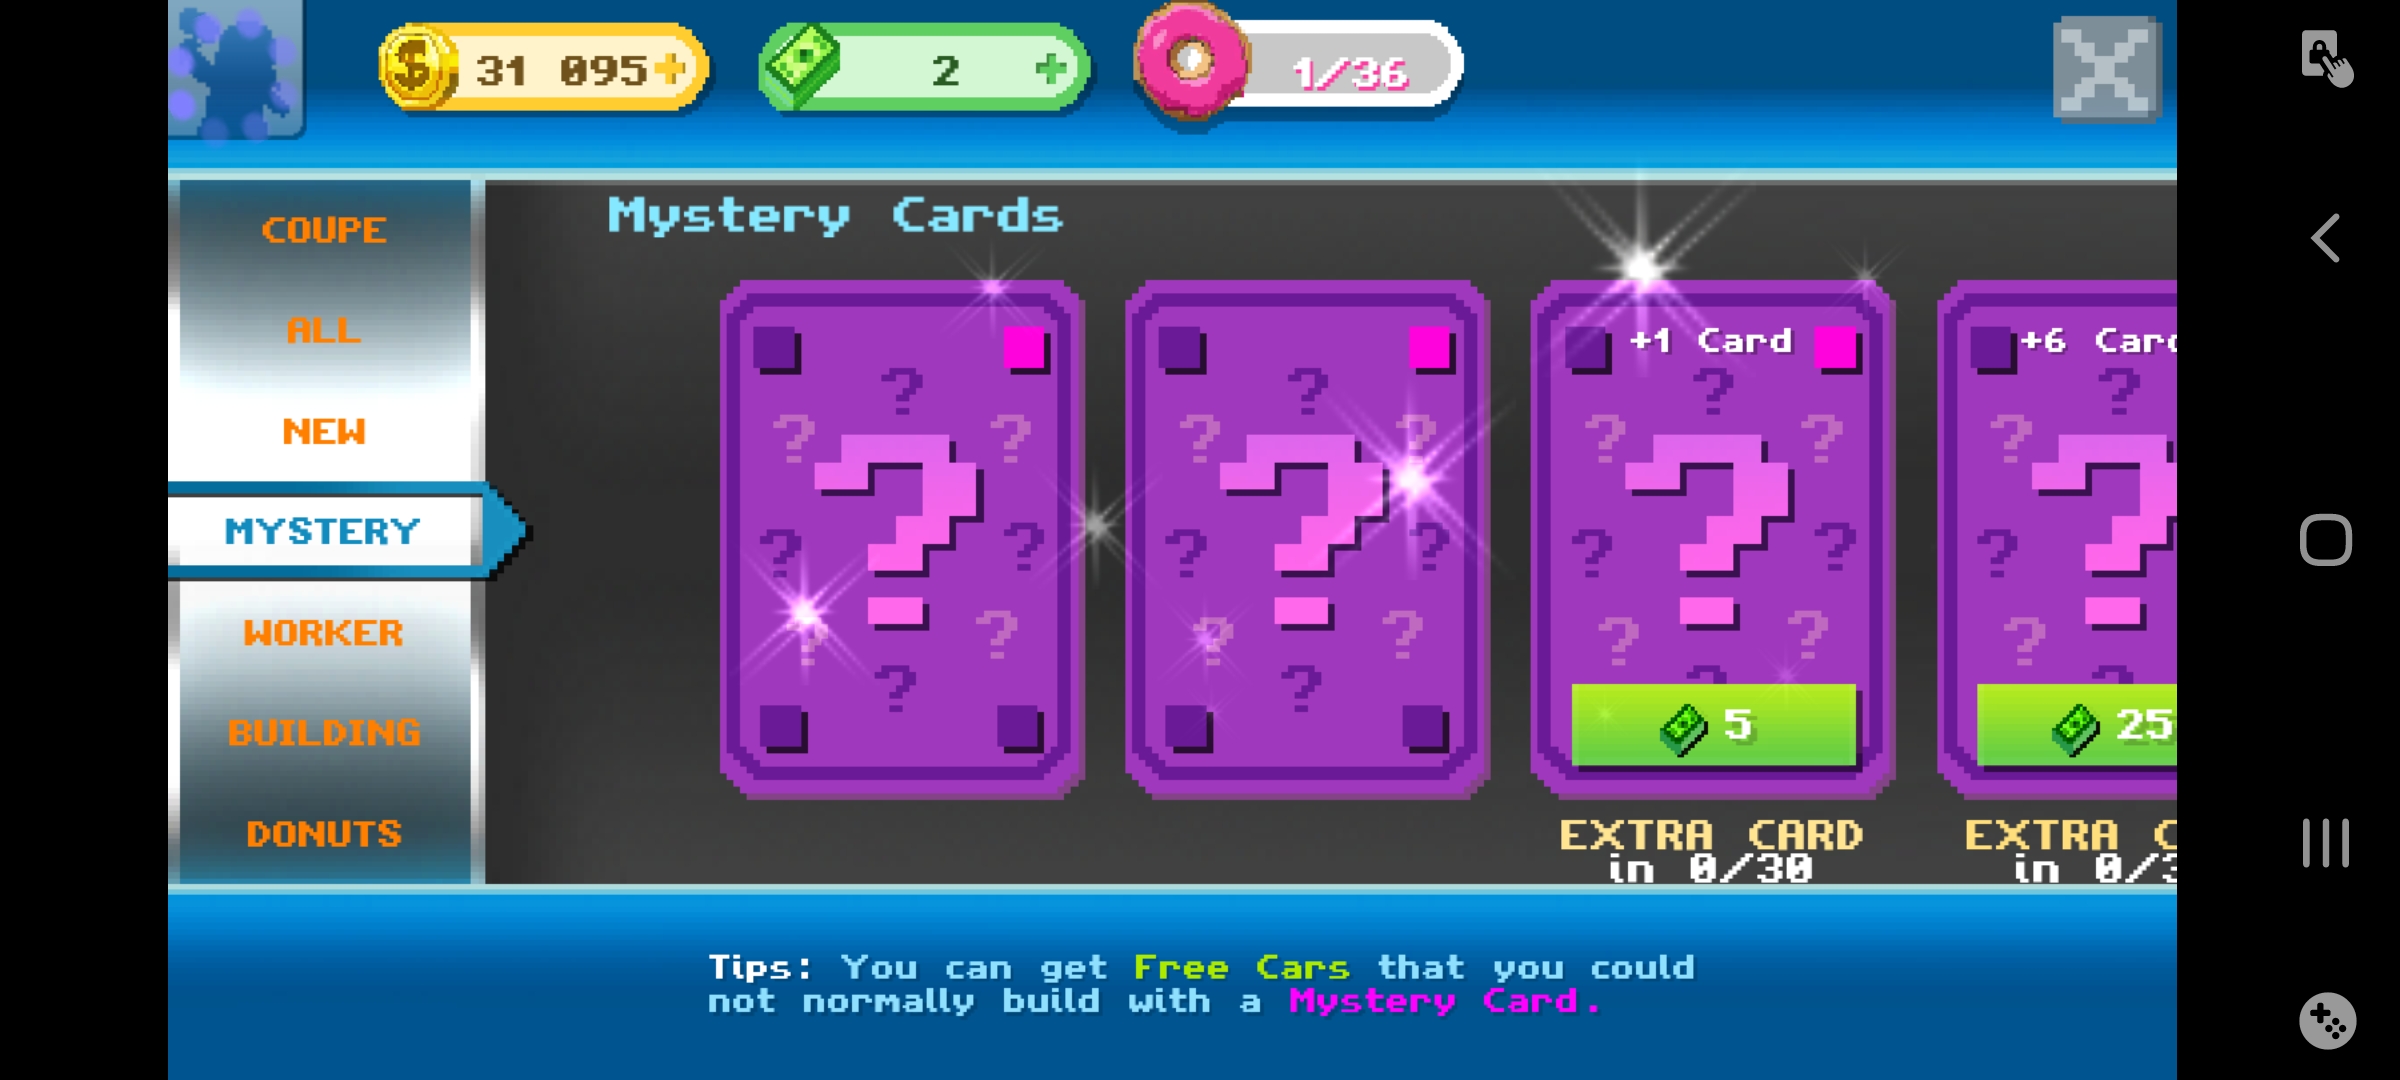 31 095
2
1/36
COUPE
ALL
NEW
MYSTERY
WORKER
BUILDING
DONUTS
Mystery Cards
+1 Card
+6
5
25
EXTRA CARD
in 0/30
EXTRA
in
Tips: You can get Free Cars that you could
not normally build with a Mystery Card.